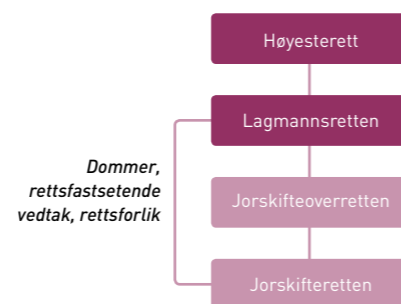 Høyesterett
Lagmannsretten
Dommer,
rettsfastsetende
vedtak, rettsforlik
Jorskifteoverretten
Jorskifteretten